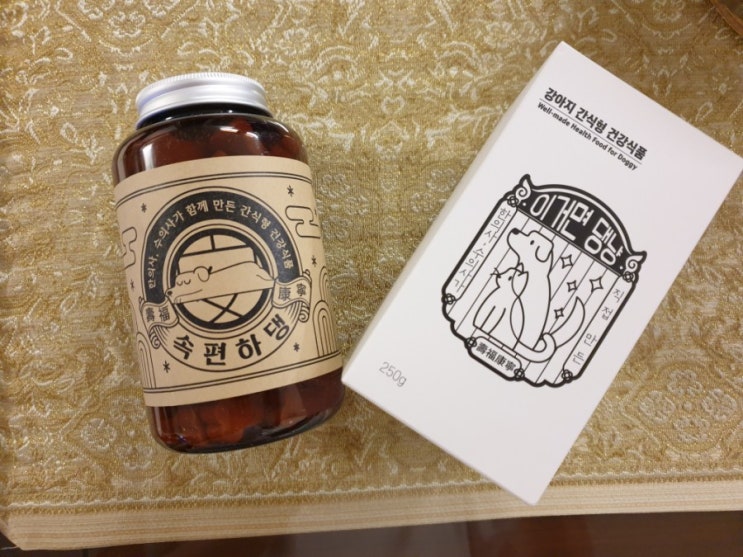 한의사, 수의사가 함께 만든 간식형 건강식품
壽福 康寧
속편하댕
강아지 간식형 건강식품
Well-made Health Food for Doggy
이거면 댕냥
한의사·수의사가
직접 만든
壽福康寧
250g